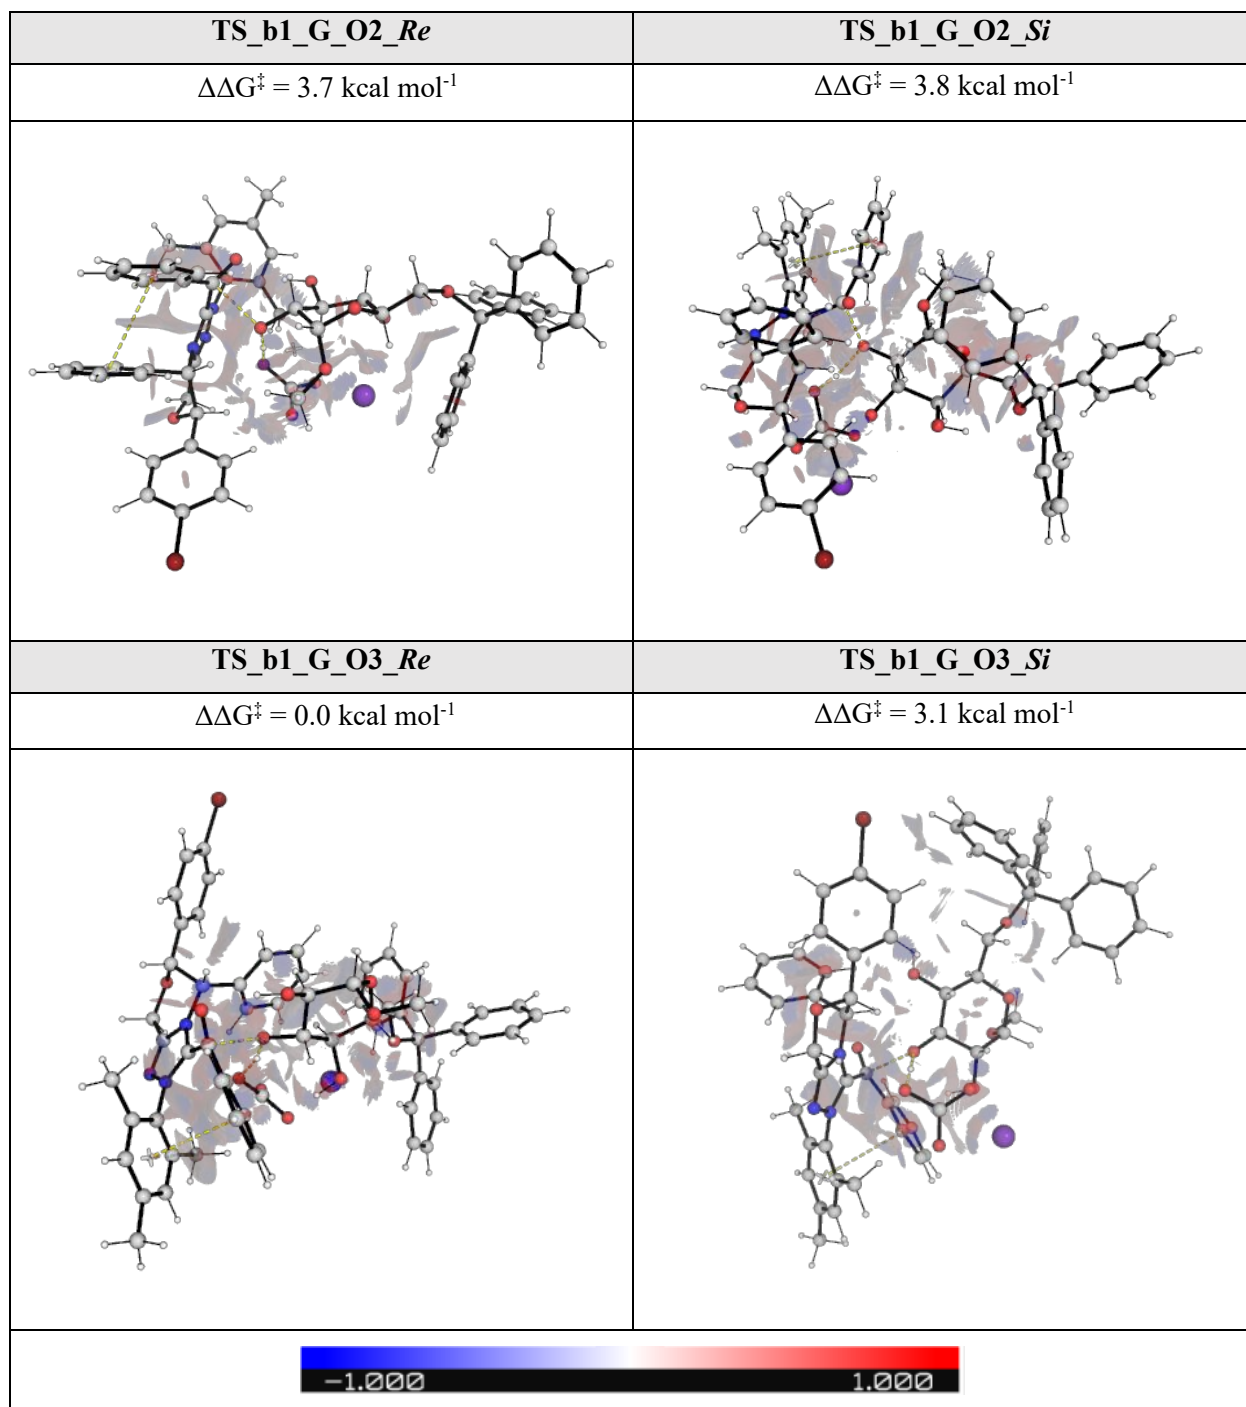 TS_b1_G_O2_Re
TS_b1_G_O2_Si
ΔΔG‡ = 3.7 kcal mol-1
ΔΔG‡ = 3.8 kcal mol-1
TS_b1_G_O3_Re
TS_b1_G_O3_Si
ΔΔG‡ = 0.0 kcal mol-1
ΔΔG‡ = 3.1 kcal mol-1
−1.000
1.000